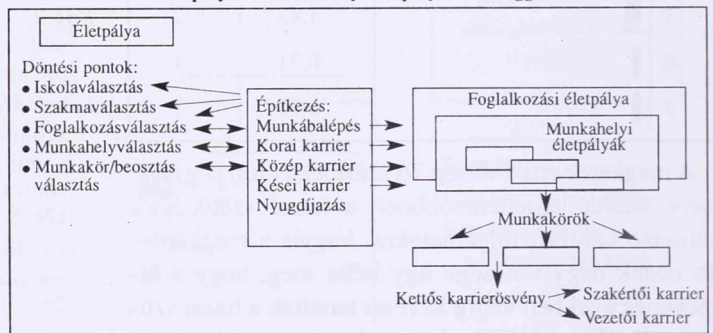 Életpálya
Döntési pontok:
• Iskolaválasztás
• Szakmaválasztás
• Foglalkozásválasztás
• Munkahelyválasztás
• Munkakör/beosztás
választás
Építkezés:
Munkábalépés
Korai karrier
Közép karrier
Kései karrier
Nyugdíjazás
Foglalkozási életpálya
Munkahelyi
életpályák
Munkakörök
Kettős karrierösvény
Szakértői karrier
Vezetői karrier